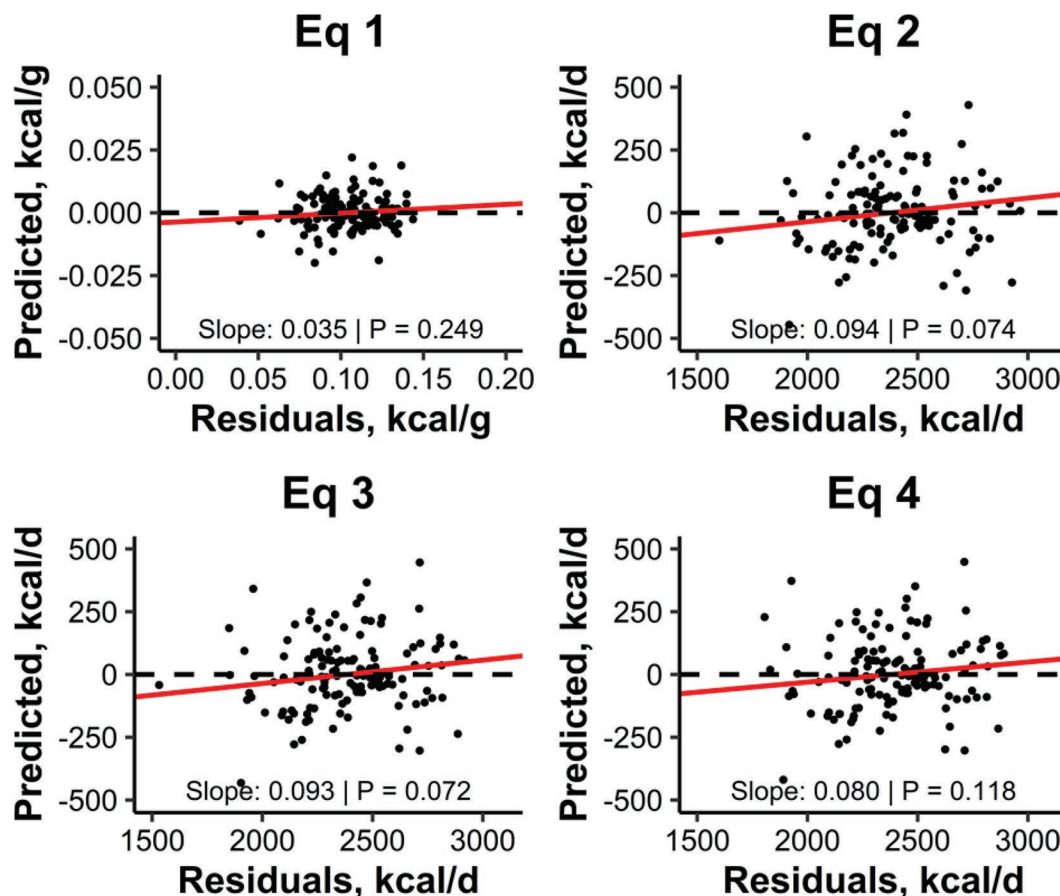 Eq 1
Predicted, kcal/g
0.050
0.025
0.000
-0.025
-0.050
Slope: 0.035 | P = 0.249
0.00 0.05 0.10 0.15 0.20
Residuals, kcal/g
Eq 2
Predicted, kcal/d
500
250
0
-250
-500
Slope: 0.094 | P = 0.074
1500 2000 2500 3000
Residuals, kcal/d
Eq 3
Predicted, kcal/d
500
250
0
-250
-500
Slope: 0.093 | P = 0.072
1500 2000 2500 3000
Residuals, kcal/d
Eq 4
Predicted, kcal/d
500
250
0
-250
-500
Slope: 0.080 | P = 0.118
1500 2000 2500 3000
Residuals, kcal/d